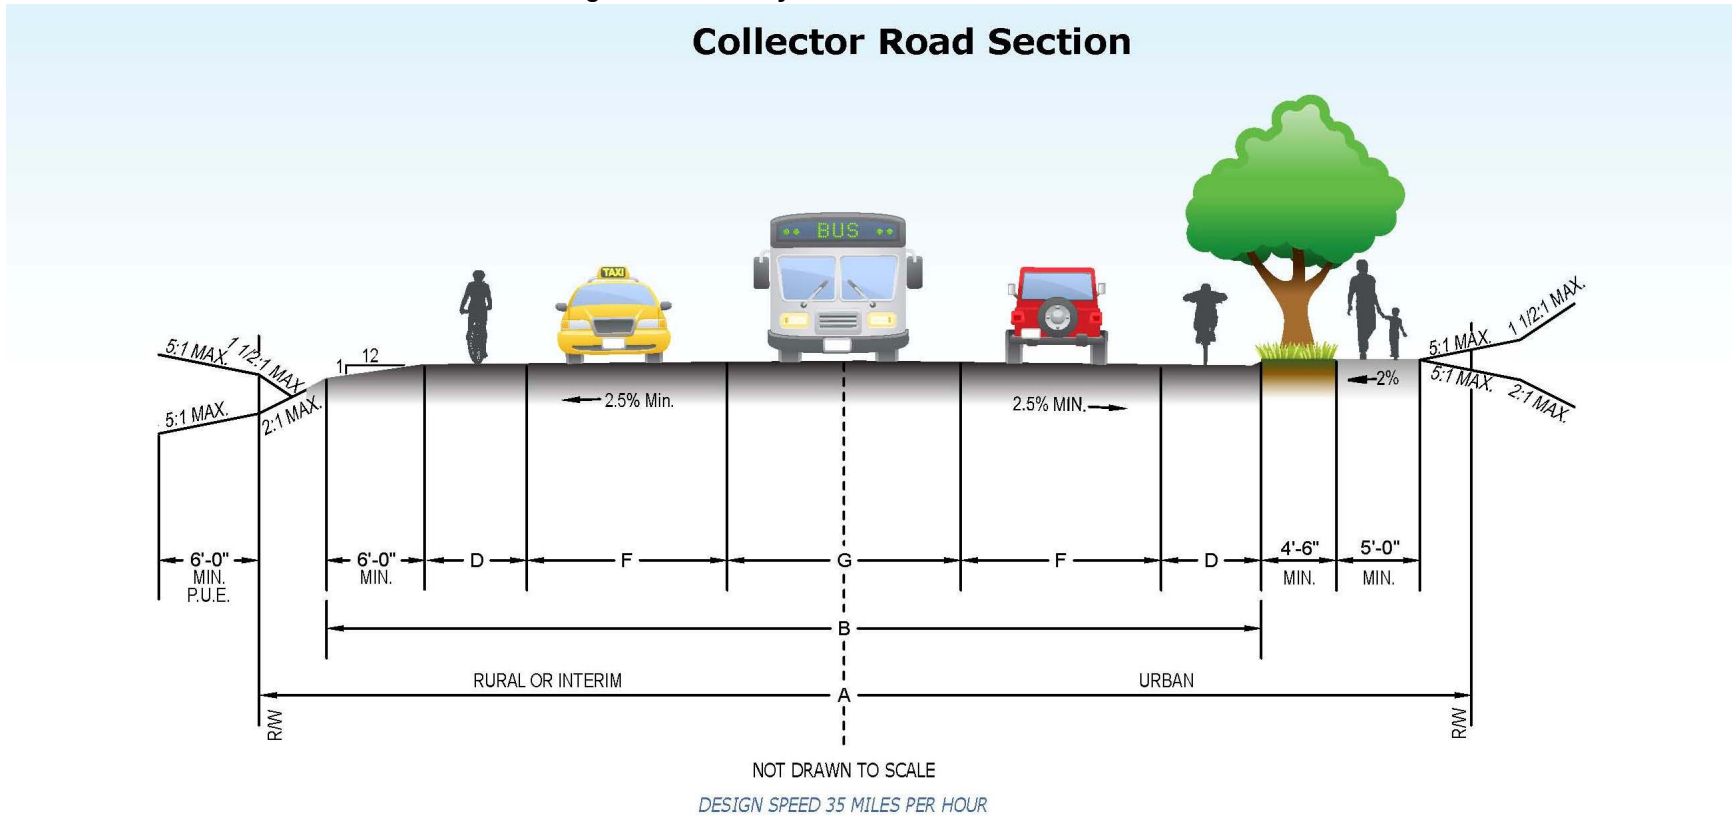 Collector Road Section
BUS
TAXI
5:1 MAX.
1 1/2:1 MAX.
1
12
5:1 MAX.
2:1 MAX.
2.5% Min.
2.5% MIN.
2%
5:1 MAX.
1 1/2:1 MAX.
5:1 MAX.
2:1 MAX.
6'-0"
MIN.
P.U.E.
6'-0"
MIN.
D
F
G
F
D
4'-6"
MIN.
5'-0"
MIN.
B
RURAL OR INTERIM
A
URBAN
R/W
R/W
NOT DRAWN TO SCALE
DESIGN SPEED 35 MILES PER HOUR